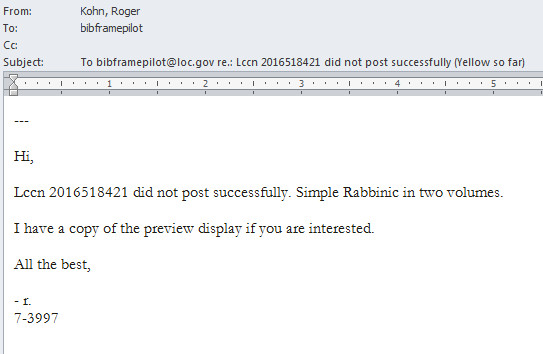 From: Kohn, Roger
To: bibframepilot
Cc:
Subject: To bibframepilot@loc.gov re.: Lccn 2016518421 did not post successfully (Yellow so far)
1 2 3 4 5
---
Hi,
Lccn 2016518421 did not post successfully. Simple Rabbinic in two volumes.
I have a copy of the preview display if you are interested.
All the best,
- r.
7-3997